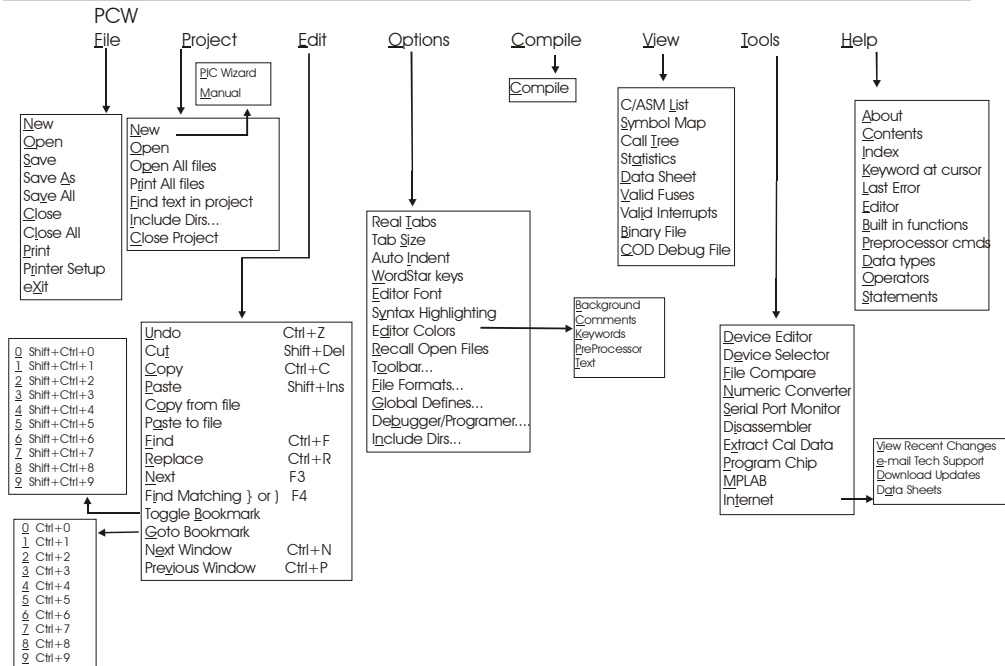 PCW
File Project Edit Options Compile View Tools Help
PIC Wizard
Manual
Compile
New
Open
Save
Save As
Save All
Close
Close All
Print
Printer Setup
eXit
New
Open
Open All files
Print All files
Find text in project
Include Dirs...
Close Project
C/ASM List
Symbol Map
Call Tree
Statistics
Data Sheet
Valid Fuses
Valid Interrupts
Binary File
COD Debug File
About
Contents
Index
Keyword at cursor
Last Error
Editor
Built in functions
Preprocessor cmds
Data types
Operators
Statements
Real Tabs
Tab Size
Auto Indent
WordStar keys
Editor Font
Syntax Highlighting
Editor Colors
Recall Open Files
Toolbar...
File Formats...
Global Defines...
Debugger/Programer....
Include Dirs...
Background
Comments
Keywords
PreProcessor
Text
Undo Ctrl+Z
Cut Shift+Del
Copy Ctrl+C
Paste Shift+Ins
Copy from file
Paste to file
Find Ctrl+F
Replace Ctrl+R
Next F3
Find Matching } or ) F4
Toggle Bookmark
Goto Bookmark
Next Window Ctrl+N
Previous Window Ctrl+P
0 Shift+Ctrl+0
1 Shift+Ctrl+1
2 Shift+Ctrl+2
3 Shift+Ctrl+3
4 Shift+Ctrl+4
5 Shift+Ctrl+5
6 Shift+Ctrl+6
7 Shift+Ctrl+7
8 Shift+Ctrl+8
9 Shift+Ctrl+9
0 Ctrl+0
1 Ctrl+1
2 Ctrl+2
3 Ctrl+3
4 Ctrl+4
5 Ctrl+5
6 Ctrl+6
7 Ctrl+7
8 Ctrl+8
9 Ctrl+9
Device Editor
Device Selector
File Compare
Numeric Converter
Serial Port Monitor
Disassembler
Extract Cal Data
Program Chip
MPLAB
Internet
View Recent Changes
e-mail Tech Support
Download Updates
Data Sheets